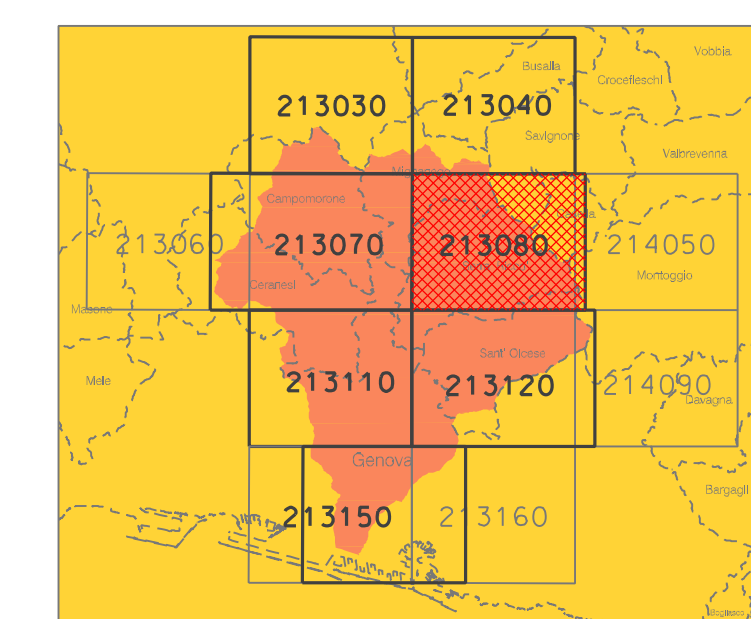 Vobbia
Busalla
Crocefieschi
213030
213040
Savignone
Valbrevenna
Campomorone
213060
213070
213080
214050
Montoggio
Ceranesi
Masone
Sant' Olcese
Mele
213110
213120
214090
Davagna
Genova
Bargagli
213150
213160
Bogliasco